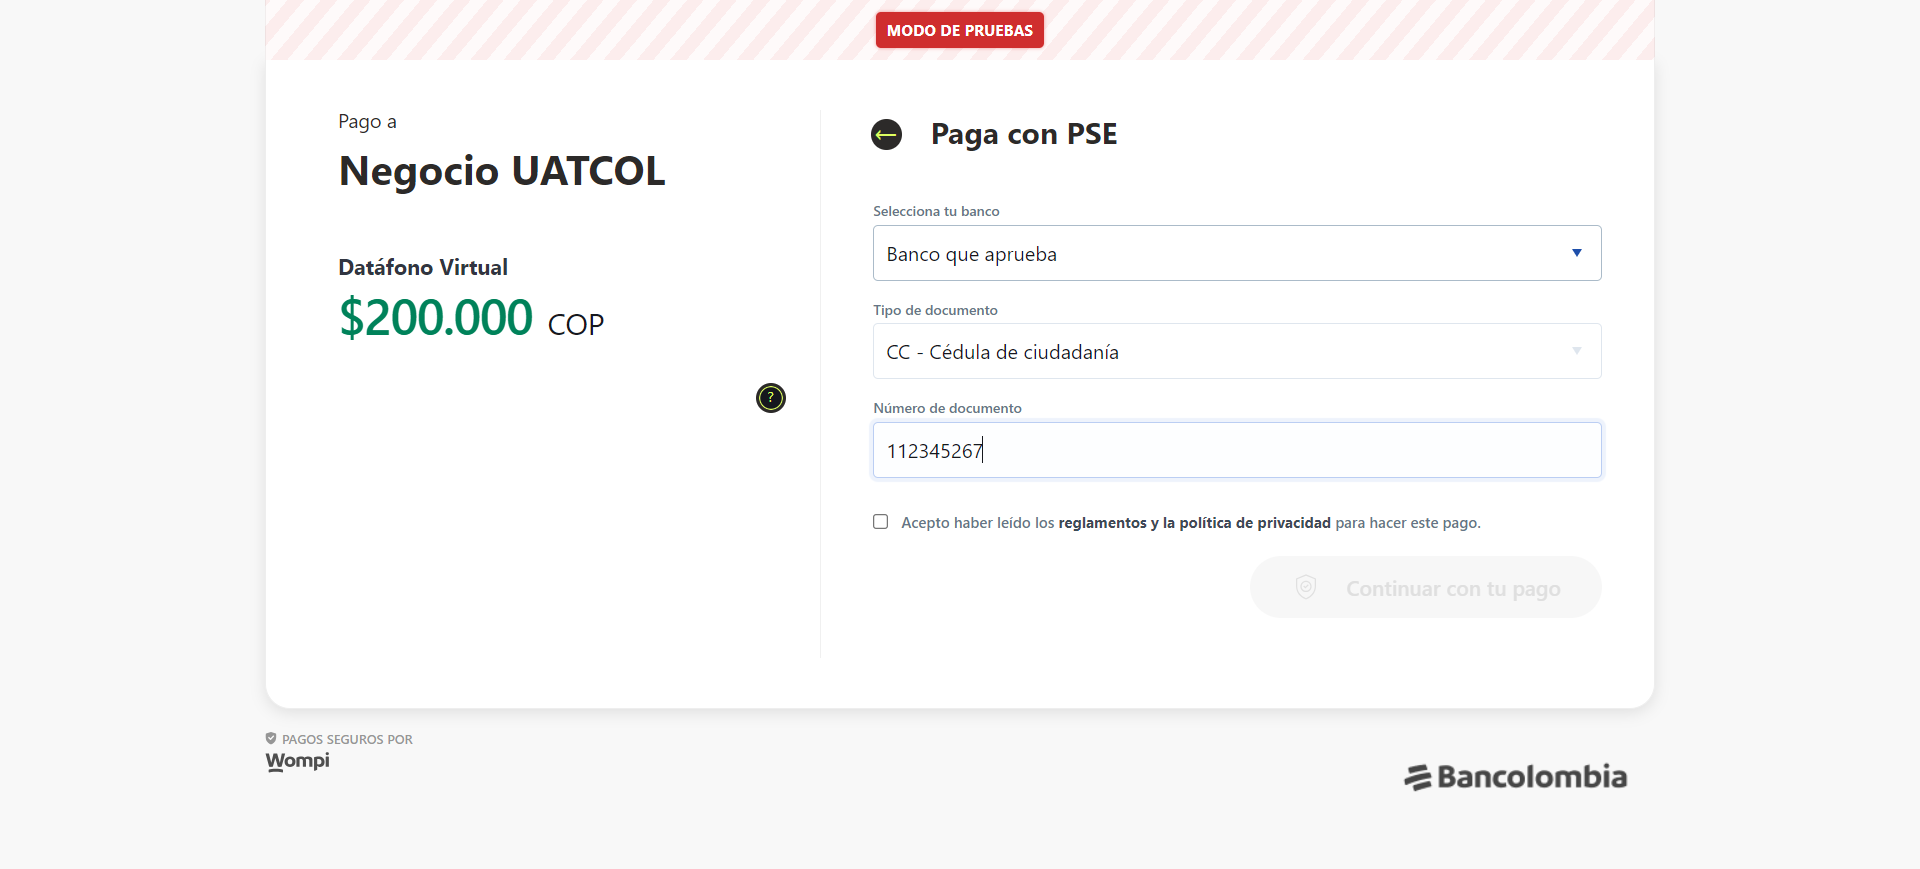 MODO DE PRUEBAS
Pago a
Negocio UATCOL
Datáfono Virtual
$200.000 COP
?
Paga con PSE
Selecciona tu banco
Banco que aprueba
Tipo de documento
CC - Cédula de ciudadanía
Número de documento
112345267
Acepto haber leído los reglamentos y la política de privacidad para hacer este pago.
Continuar con tu pago
PAGOS SEGUROS POR
Wompi
Bancolombia